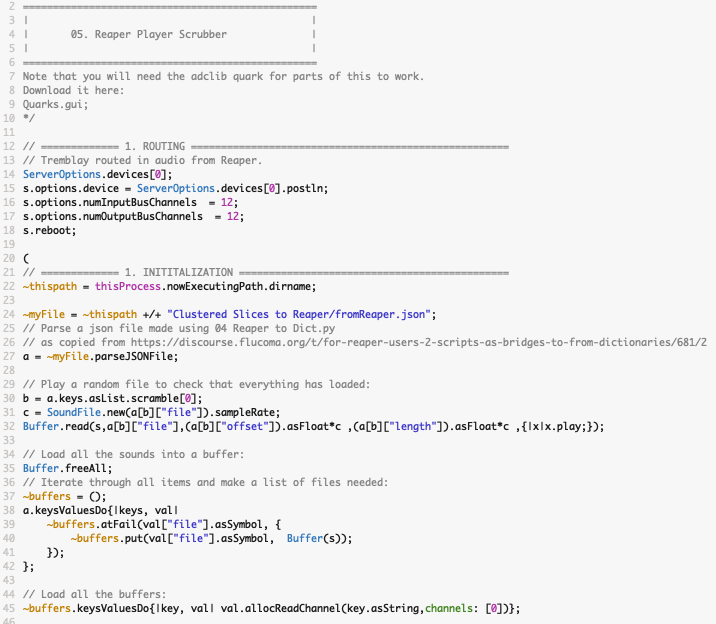 2 =================================================
3 |                                               |
4 |       05. Reaper Player Scrubber              |
5 |                                               |
6 =================================================
7 Note that you will need the adclib quark for parts of this to work.
8 Download it here:
9 Quarks.gui;
10 */
11
12 // ============= 1. ROUTING =====================================================
13 // Tremblay routed in audio from Reaper.
14 ServerOptions.devices[0];
15 s.options.device = ServerOptions.devices[0].postln;
16 s.options.numInputBusChannels  = 12;
17 s.options.numOutputBusChannels  = 12;
18 s.reboot;
19
20 (
21 // ============= 1. INITITALIZATION =============================================
22 ~thispath = thisProcess.nowExecutingPath.dirname;
23
24 ~myFile = ~thispath +/+ "Clustered Slices to Reaper/fromReaper.json";
25 // Parse a json file made using 04 Reaper to Dict.py
26 // as copied from https://discourse.flucoma.org/t/for-reaper-users-2-scripts-as-bridges-to-from-dictionaries/681/2
27 a = ~myFile.parseJSONFile;
28
29 // Play a random file to check that everything has loaded:
30 b = a.keys.asList.scramble[0];
31 c = SoundFile.new(a[b]["file"]).sampleRate;
32 Buffer.read(s,a[b]["file"],(a[b]["offset"]).asFloat*c ,(a[b]["length"]).asFloat*c ,{|x|x.play;});
33
34 // Load all the sounds into a buffer:
35 Buffer.freeAll;
36 // Iterate through all items and make a list of files needed:
37 ~buffers = ();
38 a.keysValuesDo{|keys, val|
39     ~buffers.atFail(val["file"].asSymbol, {
40         ~buffers.put(val["file"].asSymbol,  Buffer(s));
41     });
42 };
43
44 // Load all the buffers:
45 ~buffers.keysValuesDo{|key, val| val.allocReadChannel(key.asString,channels: [0])};
46